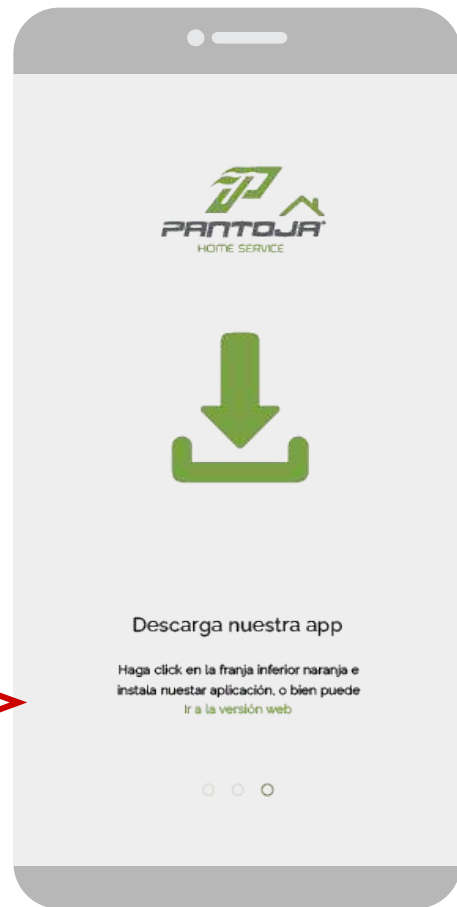 PANTOJA
HOME SERVICE
Descarga nuestra app
Haga click en la franja inferior naranja e
instala nuestar aplicación, o bien puede
Ir a la versión web